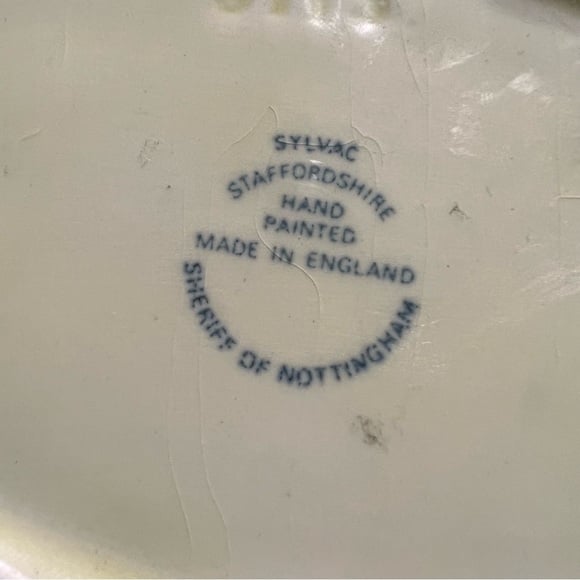 SYLVAC
STAFFORDSHIRE
HAND
PAINTED
MADE IN ENGLAND
SHERIFF OF NOTTINGHAM